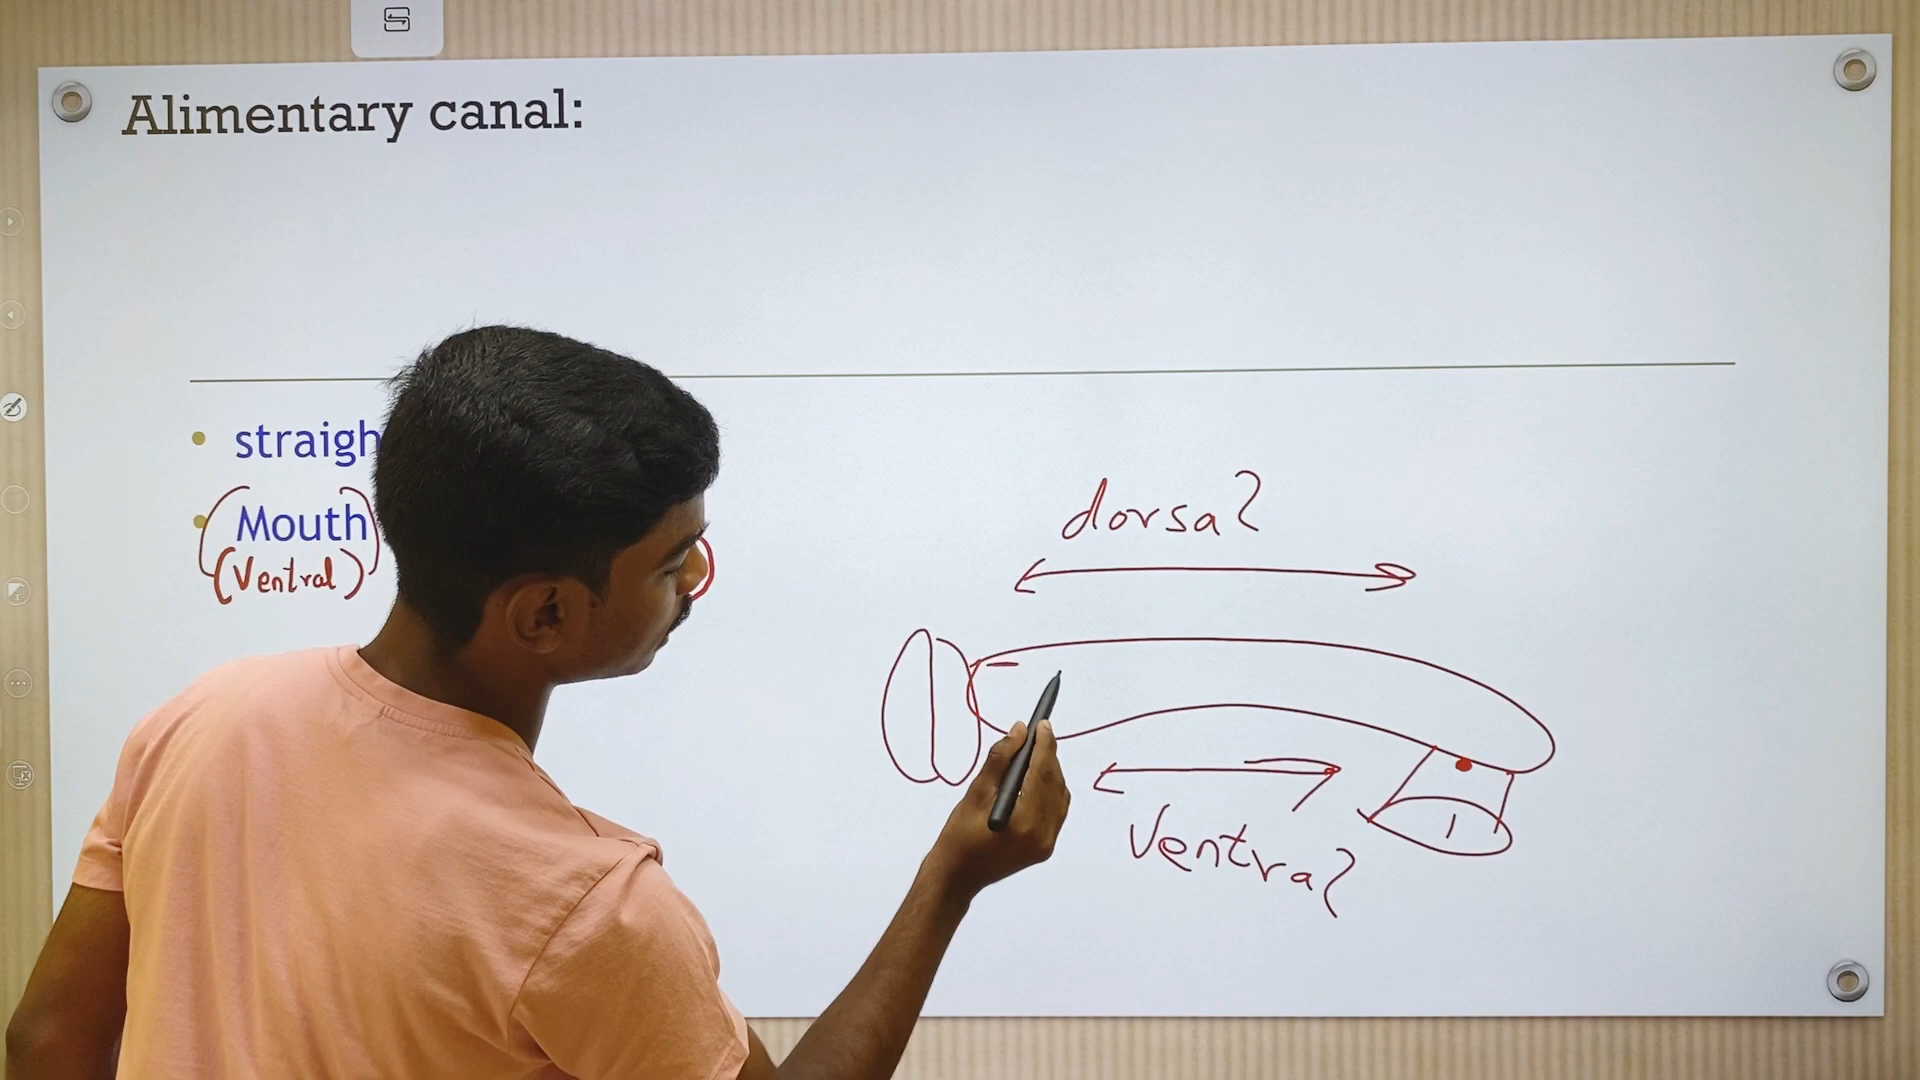 Alimentary canal:
straigh
Mouth
(Ventral)
dorsal
Ventral